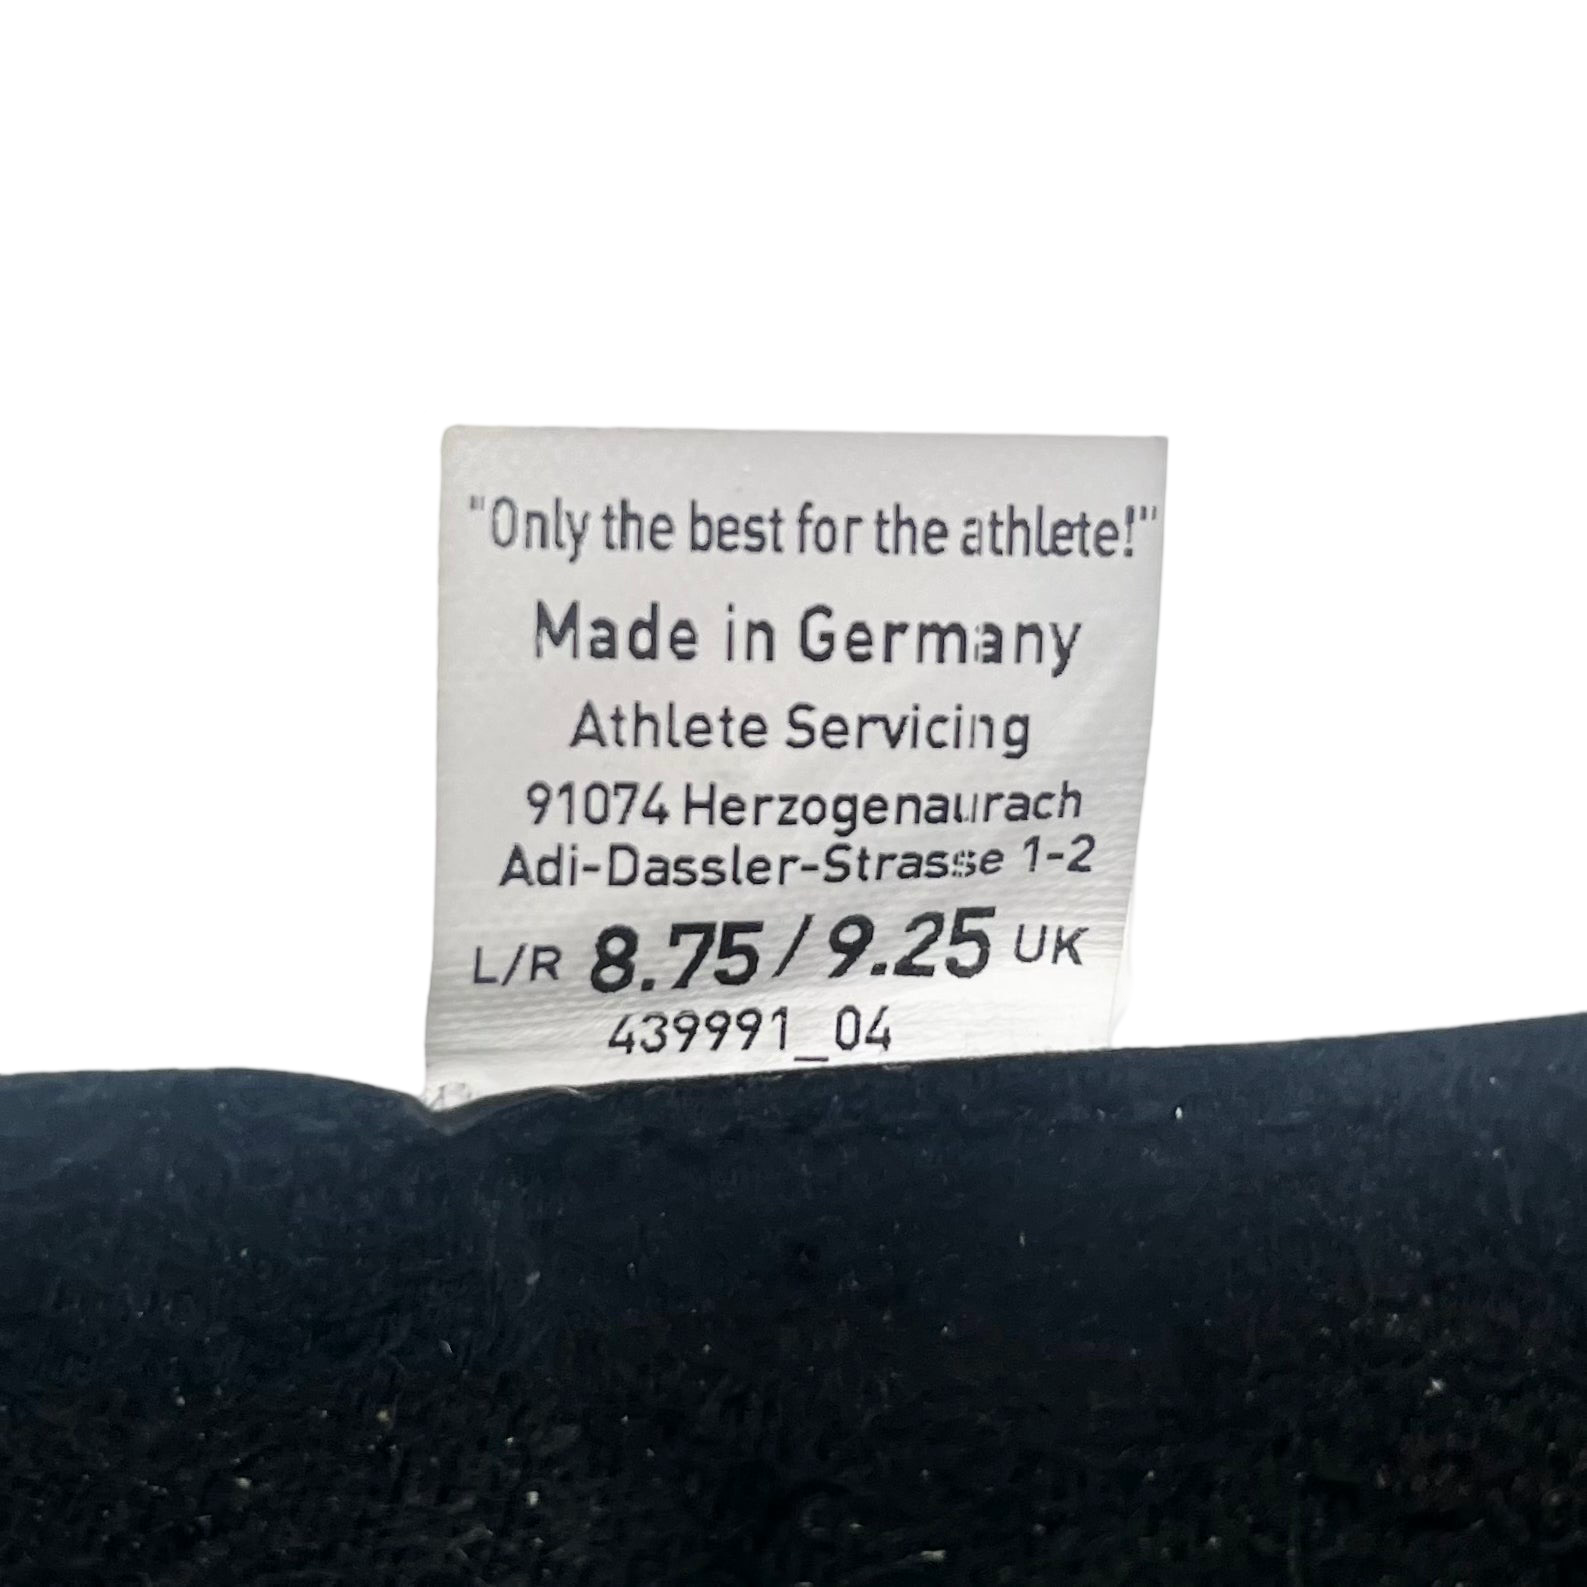 "Only the best for the athlete!"
Made in Germany
Athlete Servicing
91074 Herzogenaurach
Adi-Dassler-Strasse 1-2
L/R 8.75/9.25 UK
439991_04